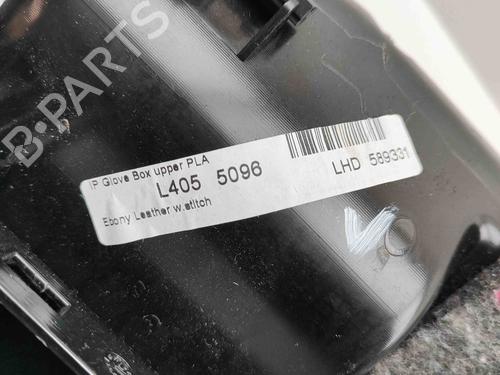 B-PARTS
IP Glove Box upper PLA
L405 5096
LHD 589331
Ebony Leather w.stitch